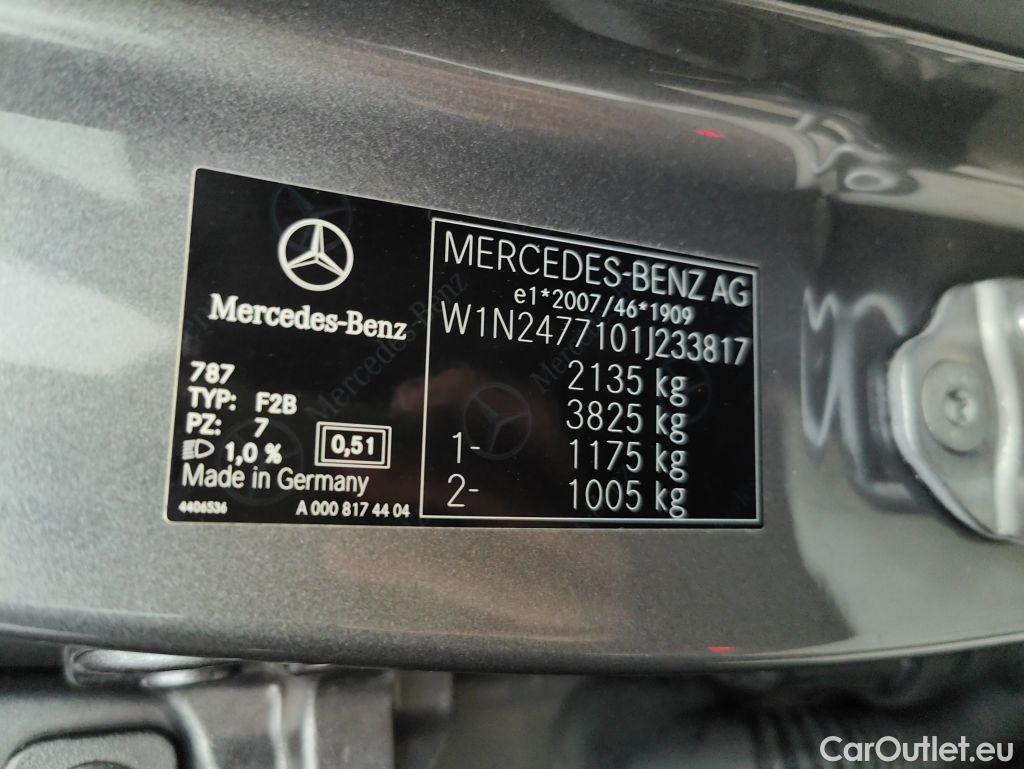 Mercedes-Benz
787
TYP: F2B
PZ: 7
1,0 %
0,51
Made in Germany
4406536 A 000 817 44 04
MERCEDES-BENZ AG
e1*2007/46*1909
W1N2477101J233817
2135 kg
3825 kg
1- 1175 kg
2- 1005 kg
CarOutlet.eu